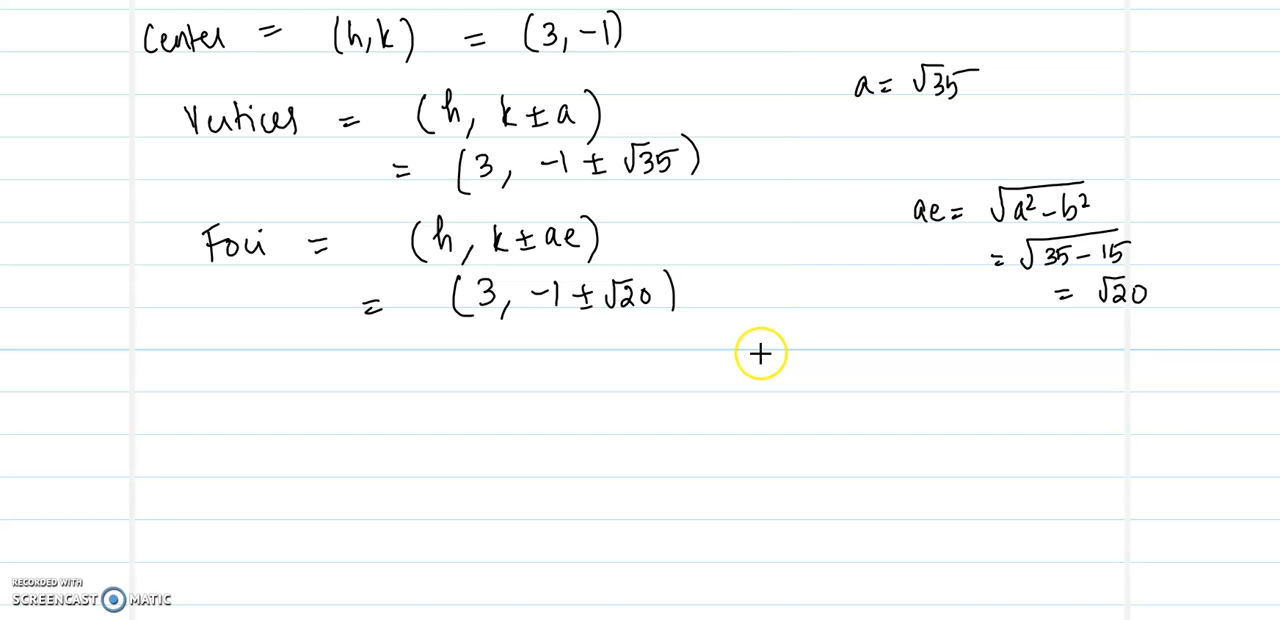 Center = (h,k) = (3,-1)
a = √35
Vertices = (h, k ± a)
= (3, -1 ± √35)
ae = √a² - b²
Foci = (h, k ± ae)
= √35 - 15
= (3, -1 ± √20)
= √20
RECORDED WITH
SCREENCAST MATIC